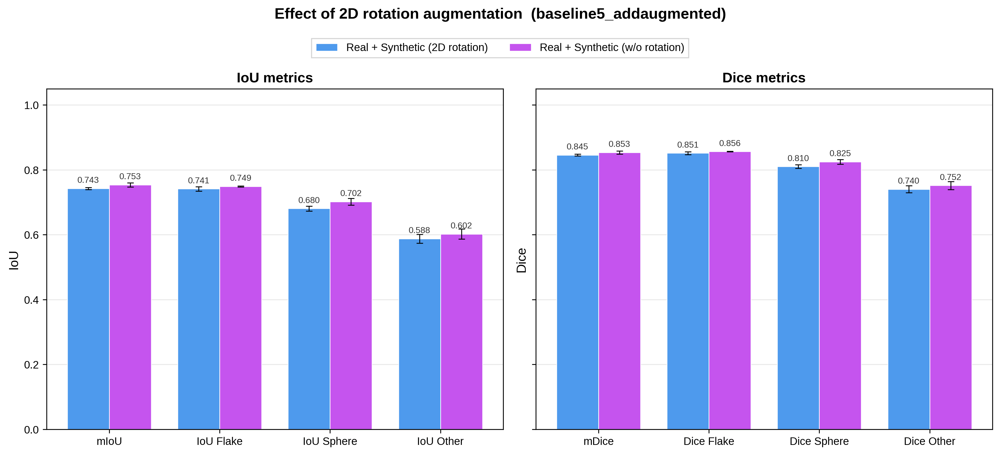 Effect of 2D rotation augmentation (baseline5_addaugmented)
Real + Synthetic (2D rotation)
Real + Synthetic (w/o rotation)
IoU metrics
IoU
1.0
0.8
0.6
0.4
0.2
0.0
0.743
0.753
0.741
0.749
0.680
0.702
0.588
0.602
mIoU
IoU Flake
IoU Sphere
IoU Other
Dice metrics
Dice
0.845
0.853
0.851
0.856
0.810
0.825
0.740
0.752
mDice
Dice Flake
Dice Sphere
Dice Other